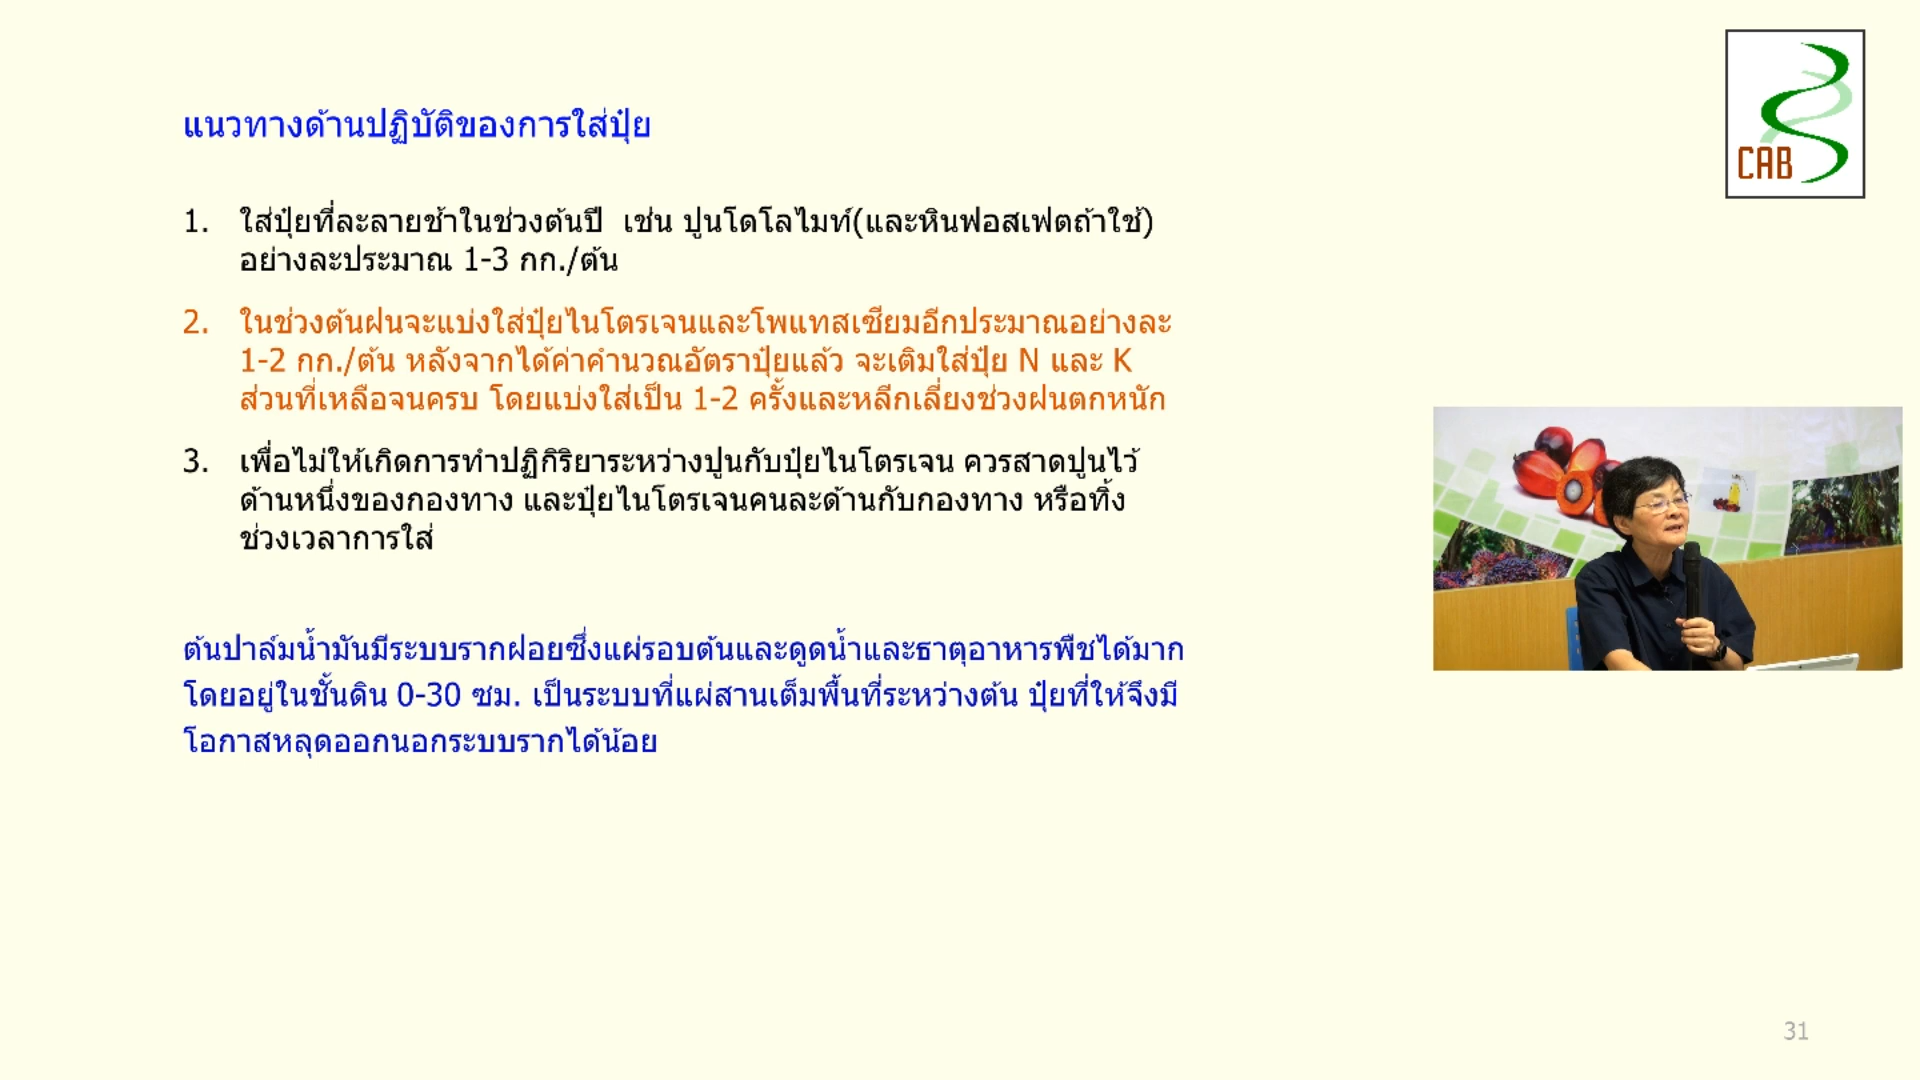 แนวทางด้านปฏิบัติของการใส่ปุ๋ย
1. ใส่ปุ๋ยที่ละลายช้าในช่วงต้นปี เช่น ปูนโดโลไมท์(และหินฟอสเฟตถ้าใช้)
อย่างละประมาณ 1-3 กก./ต้น
2. ในช่วงต้นฝนจะแบ่งใส่ปุ๋ยไนโตรเจนและโพแทสเซียมอีกประมาณอย่างละ
1-2 กก./ต้น หลังจากได้ค่าคำนวณอัตราปุ๋ยแล้ว จะเติมใส่ปุ๋ย N และ K
ส่วนที่เหลือจนครบ โดยแบ่งใส่เป็น 1-2 ครั้งและหลีกเลี่ยงช่วงฝนตกหนัก
3. เพื่อไม่ให้เกิดการทำปฏิกิริยาระหว่างปูนกับปุ๋ยไนโตรเจน ควรสาดปูนไว้
ด้านหนึ่งของกองทาง และปุ๋ยไนโตรเจนคนละด้านกับกองทาง หรือทิ้ง
ช่วงเวลาการใส่
ต้นปาล์มน้ำมันมีระบบรากฝอยซึ่งแผ่รอบต้นและดูดน้ำและธาตุอาหารพืชได้มาก
โดยอยู่ในชั้นดิน 0-30 ซม. เป็นระบบที่แผ่สานเต็มพื้นที่ระหว่างต้น ปุ๋ยที่ให้จึงมี
โอกาสหลุดออกนอกระบบรากได้น้อย
CAB
31